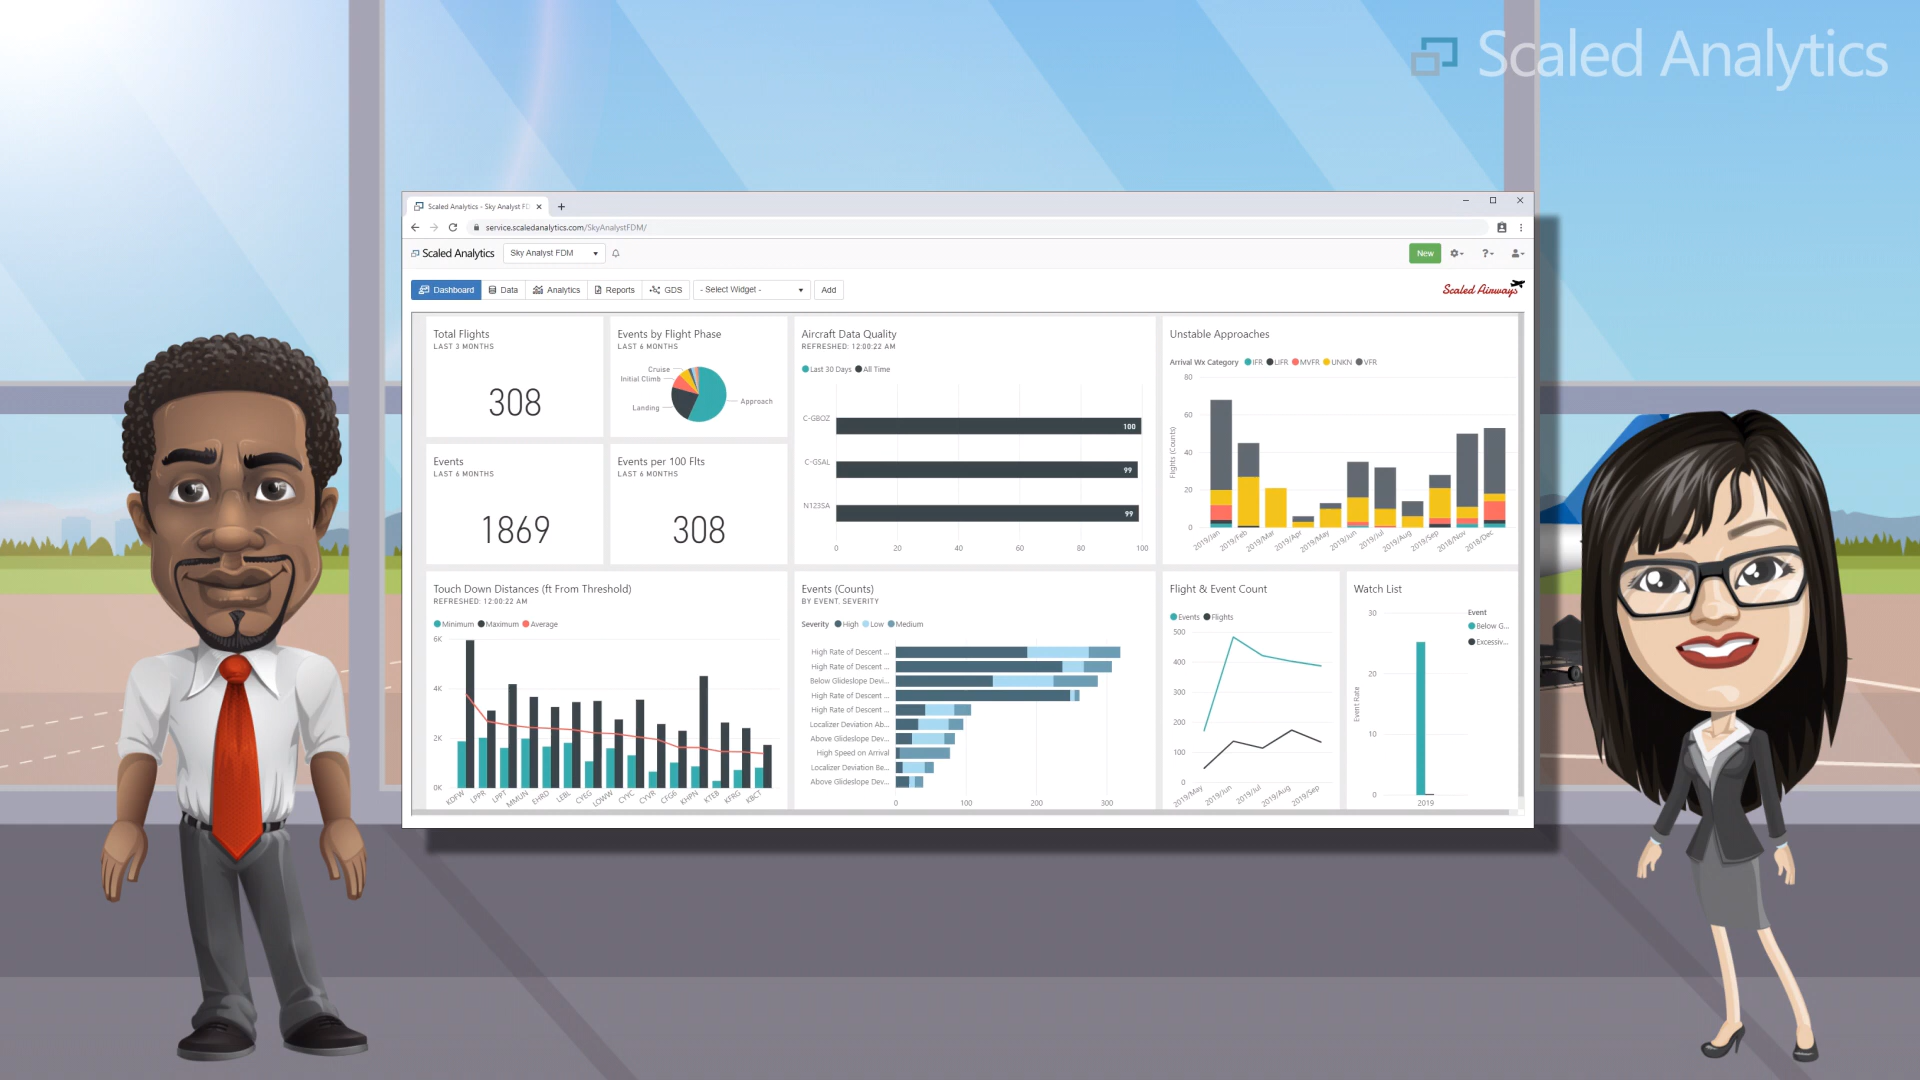 Scaled Analytics
Scaled Analytics - Sky Analyst FD
service.scaledanalytics.com/SkyAnalystFDM/
Scaled Analytics Sky Analyst FDM New ?
Dashboard Data Analytics Reports GDS - Select Widget - Add
Scaled Airways
Total Flights
LAST 3 MONTHS
308
Events by Flight Phase
LAST 6 MONTHS
Cruise
Initial Climb
Landing
Approach
Events
LAST 6 MONTHS
1869
Events per 100 Flts
LAST 6 MONTHS
308
Aircraft Data Quality
REFRESHED: 12:00:22 AM
Last 30 Days All Time
C-GBOZ 100
C-GSAL 99
N123SA 99
0 20 40 60 80 100
Unstable Approaches
Arrival Wx Category IFR LIFR MVFR UNKN VFR
80
60
40
20
0
Flights (Counts)
2019/Jan 2019/Feb 2019/Mar 2019/Apr 2019/May 2019/Jun 2019/Jul 2019/Aug 2019/Sep 2018/Nov 2018/Dec
Touch Down Distances (ft From Threshold)
REFRESHED: 12:00:22 AM
Minimum Maximum Average
6K
4K
2K
0K
KDFW LPPR LPPT MMUN EHRD LEBL CYEG LOWW CYYC CYVR CFG6 KHPN KTEB KFRG KBCT
Events (Counts)
BY EVENT, SEVERITY
Severity High Low Medium
High Rate of Descent ...
High Rate of Descent ...
Below Glideslope Devi...
High Rate of Descent ...
High Rate of Descent ...
Localizer Deviation Ab...
Above Glideslope Dev...
High Speed on Arrival
Localizer Deviation Be...
Above Glideslope Dev...
0 100 200 300
Flight & Event Count
Events Flights
500
400
300
200
100
0
2019/May 2019/Jun 2019/Jul 2019/Aug 2019/Sep
Watch List
30
20
10
0
Event Rate
2019
Event
Below G...
Excessiv...